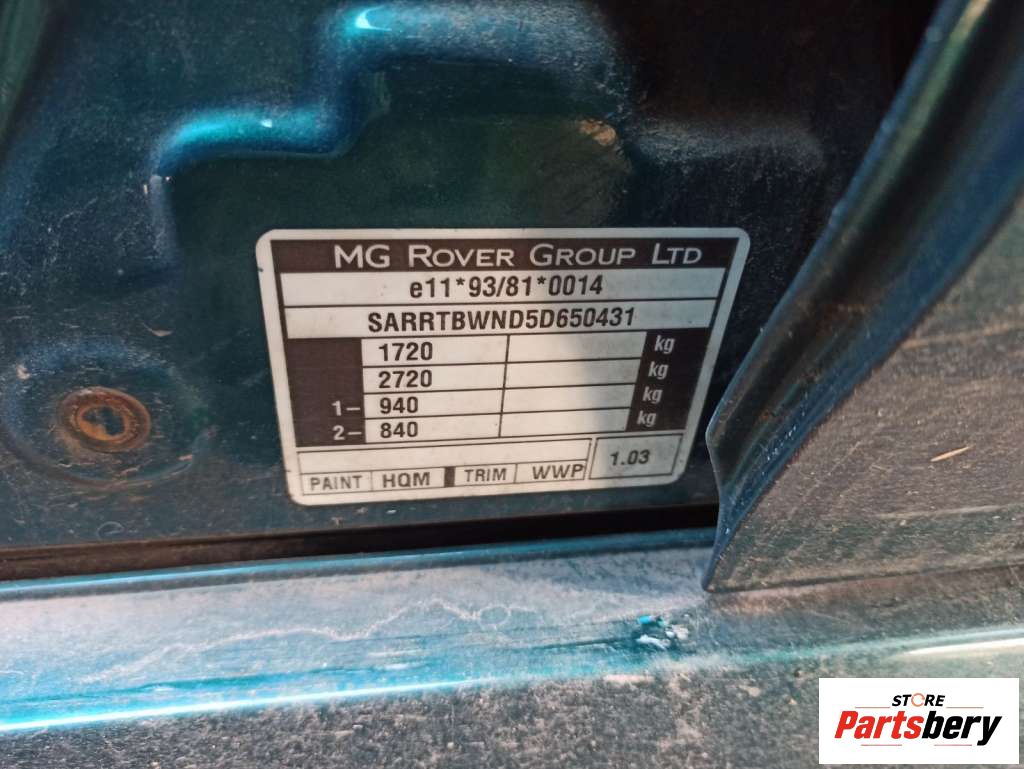 MG ROVER GROUP LTD
e11*93/81*0014
SARRTBWND5D650431
1720 kg
2720 kg
1– 940 kg
2– 840 kg
1.03
PAINT HQM TRIM WWP
STORE
Partsbery